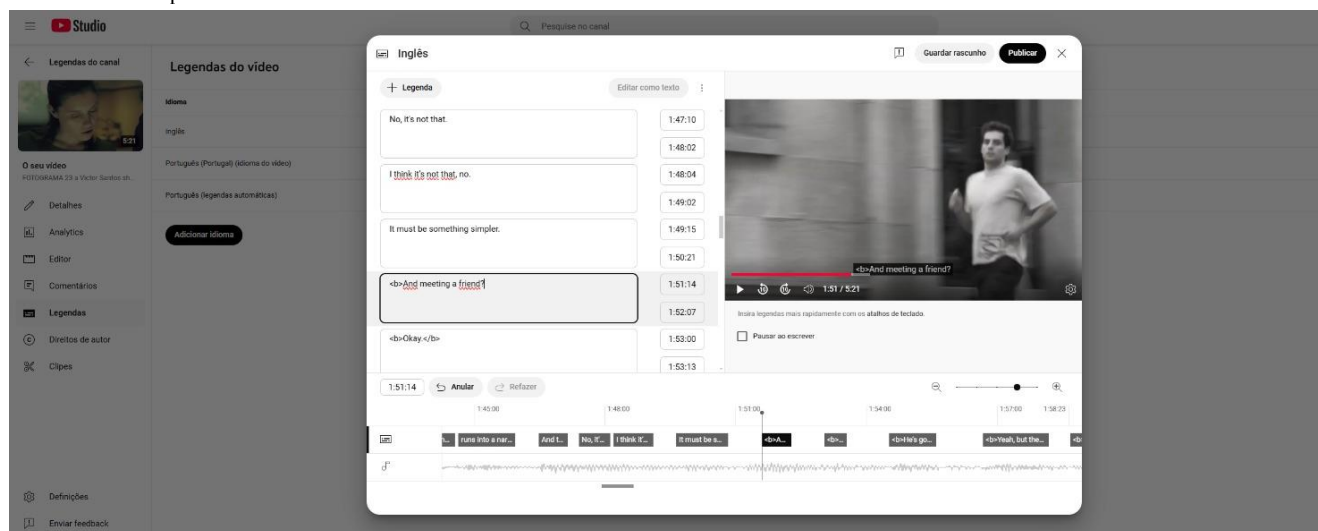 Studio
Pesquise no canal
Legendas do canal
Legendas do vídeo
Inglês
Guardar rascunho
Publicar
Legenda
Editar como texto
Idioma
Inglês
Português (Portugal) (idioma do vídeo)
Português (legendas automáticas)
Adicionar idioma
5:21
O seu vídeo
FOTOGRAMA 23 a Victor Santos sh...
Detalhes
Analytics
Editor
Comentários
Legendas
Direitos de autor
Clipes
Definições
Enviar feedback
No, it's not that.
1:47:10
1:48:02
I think it's not that, no.
1:48:04
1:49:02
It must be something simpler.
1:49:15
1:50:21
<b>And meeting a friend?
1:51:14
1:52:07
<b>Okay.</b>
1:53:00
1:53:13
<b>And meeting a friend?
1:51 / 5:21
Insira legendas mais rapidamente com os atalhos de teclado.
Pausar ao escrever
1:51:14
Anular
Refazer
1:45:00
1:48:00
1:51:00
1:54:00
1:57:00
1:58:23
runs into a nar...
And t...
No, it'...
I think it'...
It must be s...
<b>A...
<b>...
<b>He's go...
<b>Yeah, but the...